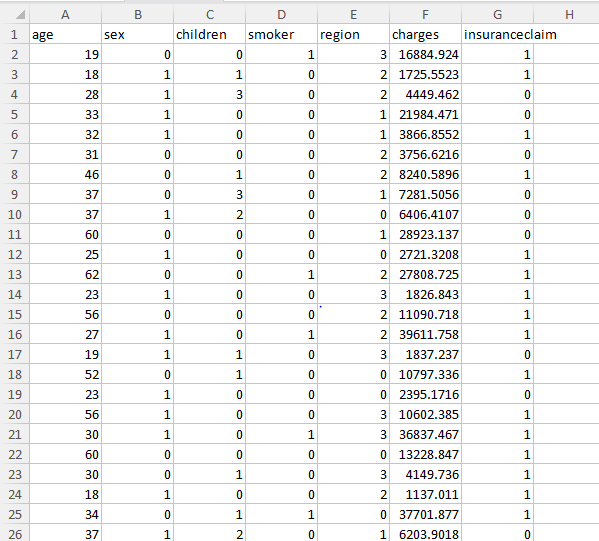 A B C D E F G H
1 age sex children smoker region charges insuranceclaim
2 19 0 0 1 3 16884.924 1
3 18 1 1 0 2 1725.5523 1
4 28 1 3 0 2 4449.462 0
5 33 1 0 0 1 21984.471 0
6 32 1 0 0 1 3866.8552 1
7 31 0 0 0 2 3756.6216 0
8 46 0 1 0 2 8240.5896 1
9 37 0 3 0 1 7281.5056 0
10 37 1 2 0 0 6406.4107 0
11 60 0 0 0 1 28923.137 0
12 25 1 0 0 0 2721.3208 1
13 62 0 0 1 2 27808.725 1
14 23 1 0 0 3 1826.843 1
15 56 0 0 0 2 11090.718 1
16 27 1 0 1 2 39611.758 1
17 19 1 1 0 3 1837.237 0
18 52 0 1 0 0 10797.336 1
19 23 1 0 0 0 2395.1716 0
20 56 1 0 0 3 10602.385 1
21 30 1 0 1 3 36837.467 1
22 60 0 0 0 0 13228.847 1
23 30 0 1 0 3 4149.736 1
24 18 1 0 0 2 1137.011 1
25 34 0 1 1 0 37701.877 1
26 37 1 2 0 1 6203.9018 0